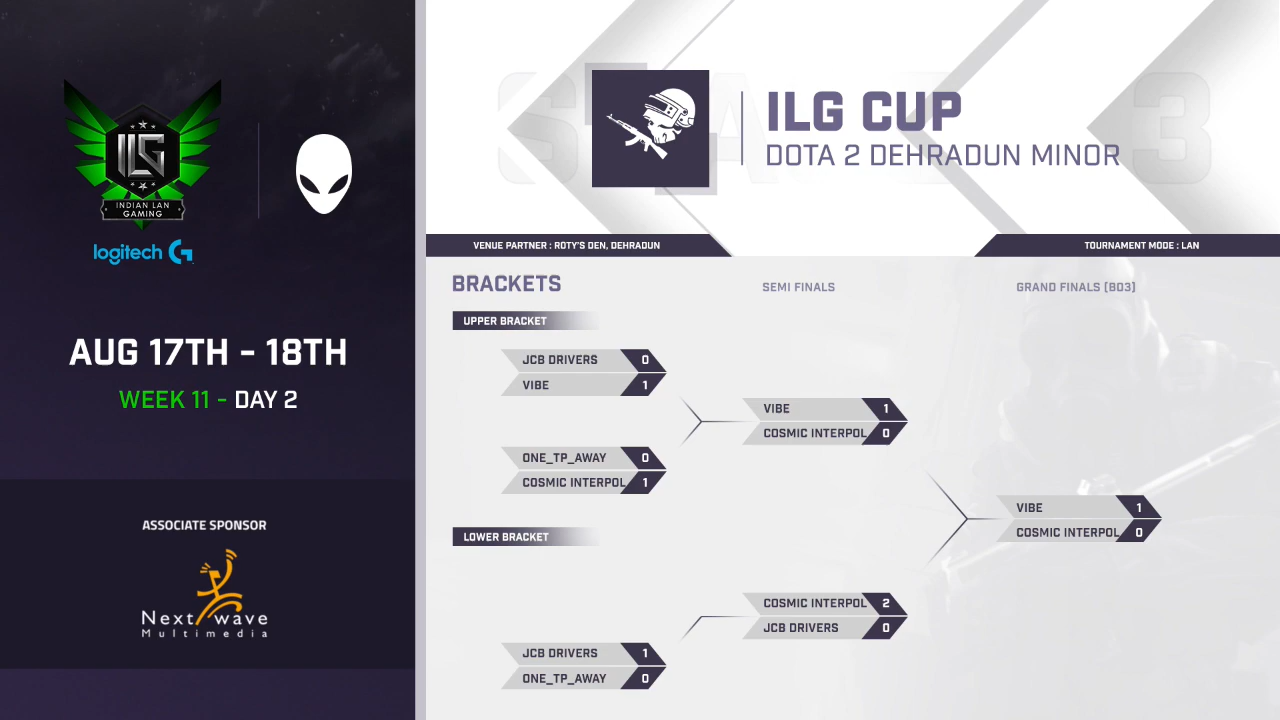 ILG
INDIAN LAN
GAMING
logitech G
AUG 17TH - 18TH
WEEK 11 - DAY 2
ASSOCIATE SPONSOR
Next wave
Multimedia
ILG CUP
DOTA 2 DEHRADUN MINOR
VENUE PARTNER : ROTY'S DEN, DEHRADUN
TOURNAMENT MODE : LAN
BRACKETS
SEMI FINALS
GRAND FINALS (BO3)
UPPER BRACKET
JCB DRIVERS 0
VIBE 1
ONE_TP_AWAY 0
COSMIC INTERPOL 1
VIBE 1
COSMIC INTERPOL 0
VIBE 1
COSMIC INTERPOL 0
LOWER BRACKET
COSMIC INTERPOL 2
JCB DRIVERS 0
JCB DRIVERS 1
ONE_TP_AWAY 0